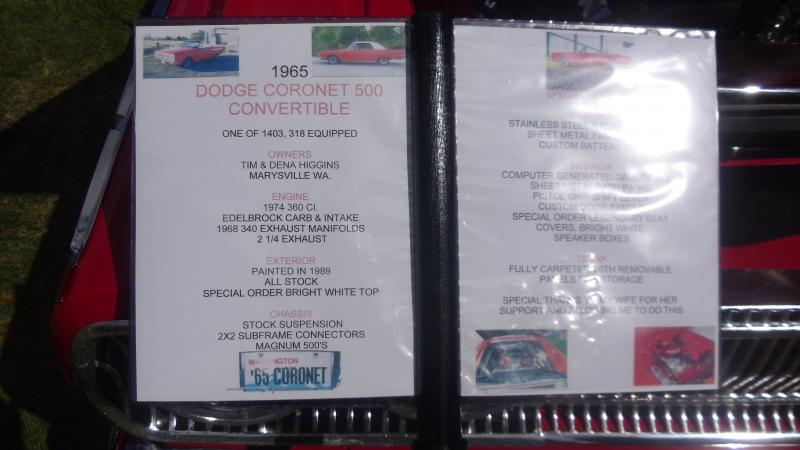 1965
DODGE CORONET 500
CONVERTIBLE
ONE OF 1403, 318 EQUIPPED
OWNERS
TIM & DENA HIGGINS
MARYSVILLE WA.
ENGINE
1974 360 CI.
EDELBROCK CARB & INTAKE
1968 340 EXHAUST MANIFOLDS
2 1/4 EXHAUST
EXTERIOR
PAINTED IN 1989
ALL STOCK
SPECIAL ORDER BRIGHT WHITE TOP
CHASSIS
STOCK SUSPENSION
2X2 SUBFRAME CONNECTORS
MAGNUM 500'S
WASHINGTON
'65 CORONET
STAINLESS STEEL
SHEET METAL
CUSTOM BATTERY
INTERIOR
COMPUTER GENERATED
SHEET METAL DASH PANEL
PISTOL GRIP SHIFT LEVER
CUSTOM DOOR PANELS
SPECIAL ORDER LEGENDARY SEAT
COVERS, BRIGHT WHITE
SPEAKER BOXES
TRUNK
FULLY CARPETED WITH REMOVABLE
PANELS FOR STORAGE
SPECIAL THANKS TO MY WIFE FOR HER
SUPPORT AND ALLOWING ME TO DO THIS